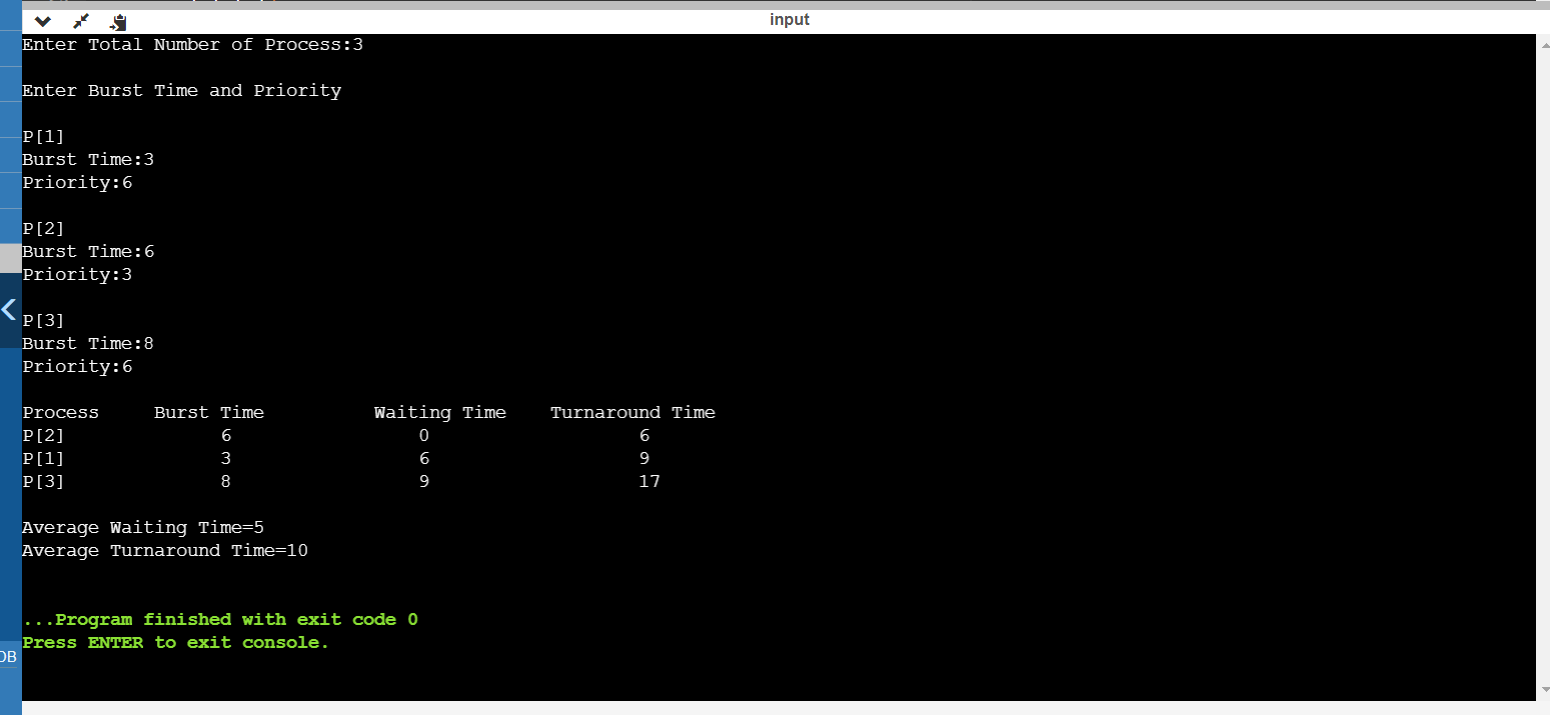 input
Enter Total Number of Process:3
Enter Burst Time and Priority
P[1]
Burst Time:3
Priority:6
P[2]
Burst Time:6
Priority:3
P[3]
Burst Time:8
Priority:6
Process Burst Time Waiting Time Turnaround Time
P[2] 6 0 6
P[1] 3 6 9
P[3] 8 9 17
Average Waiting Time=5
Average Turnaround Time=10
...Program finished with exit code 0
Press ENTER to exit console.